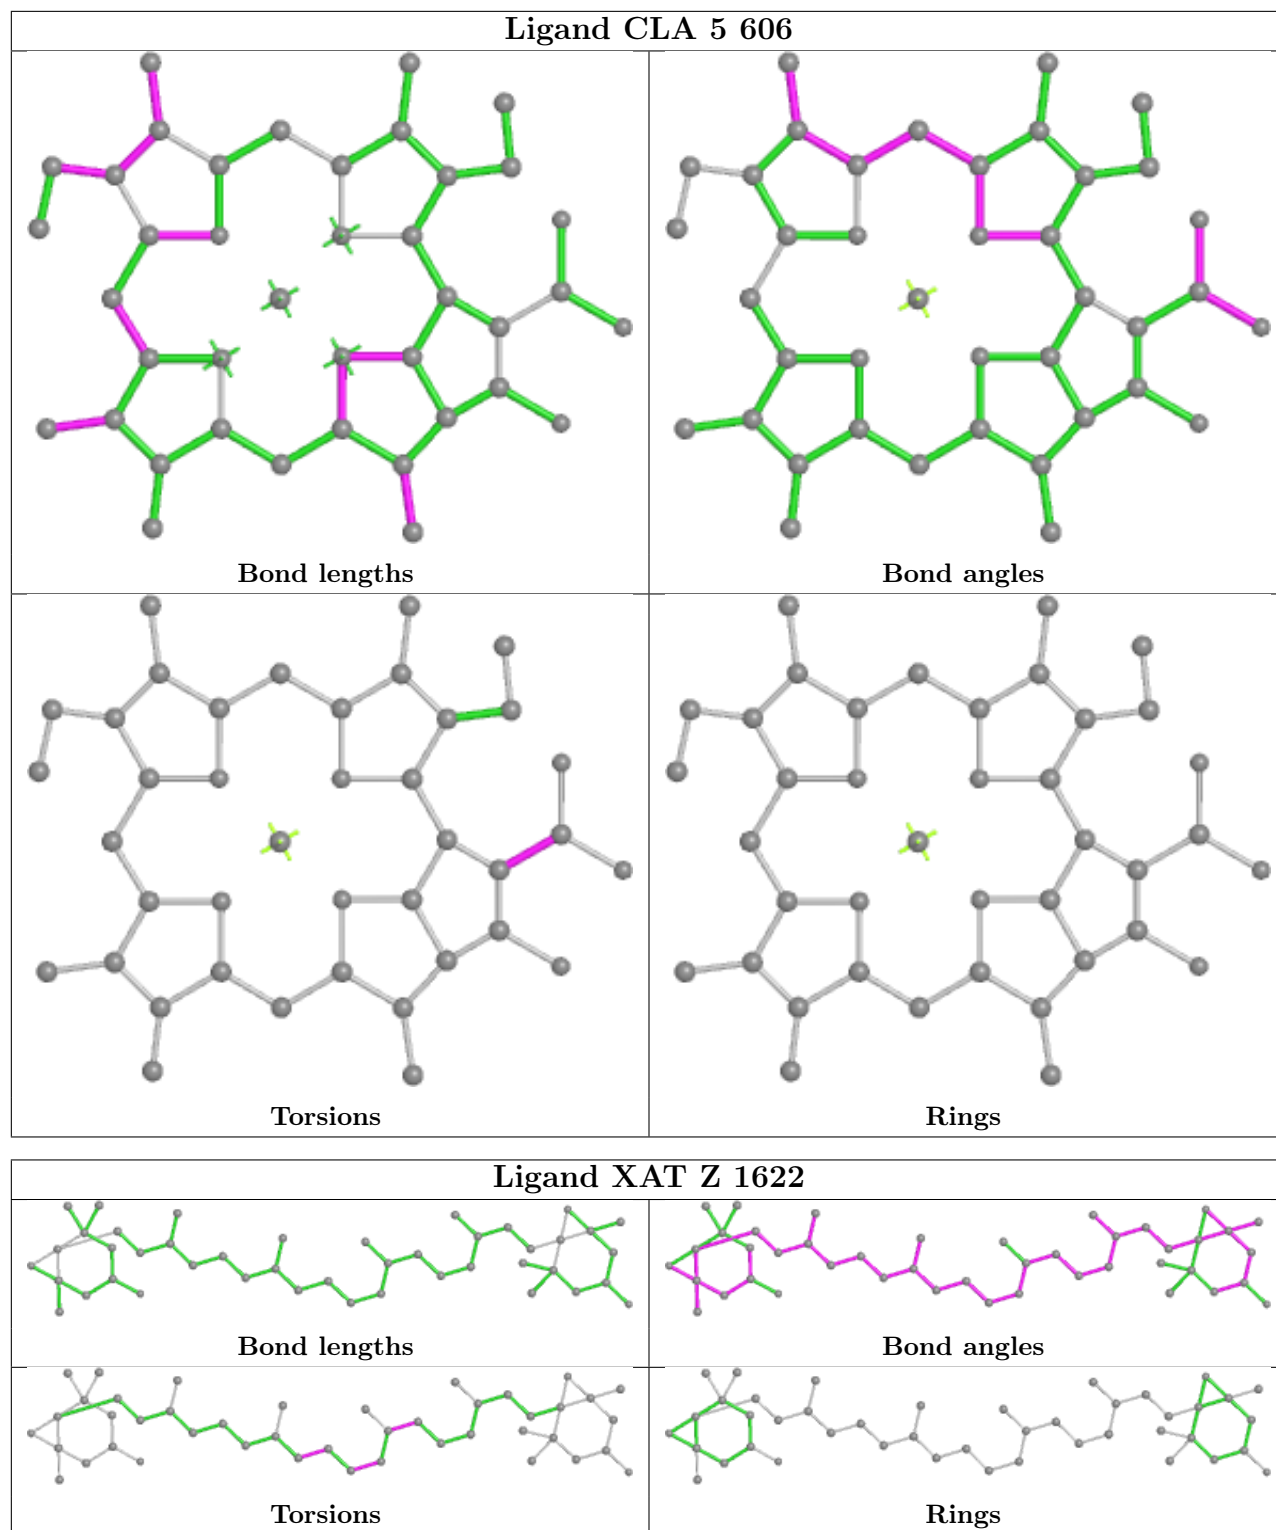 Ligand CLA 5 606
Bond lengths
Bond angles
Torsions
Rings
Ligand XAT Z 1622
Bond lengths
Bond angles
Torsions
Rings